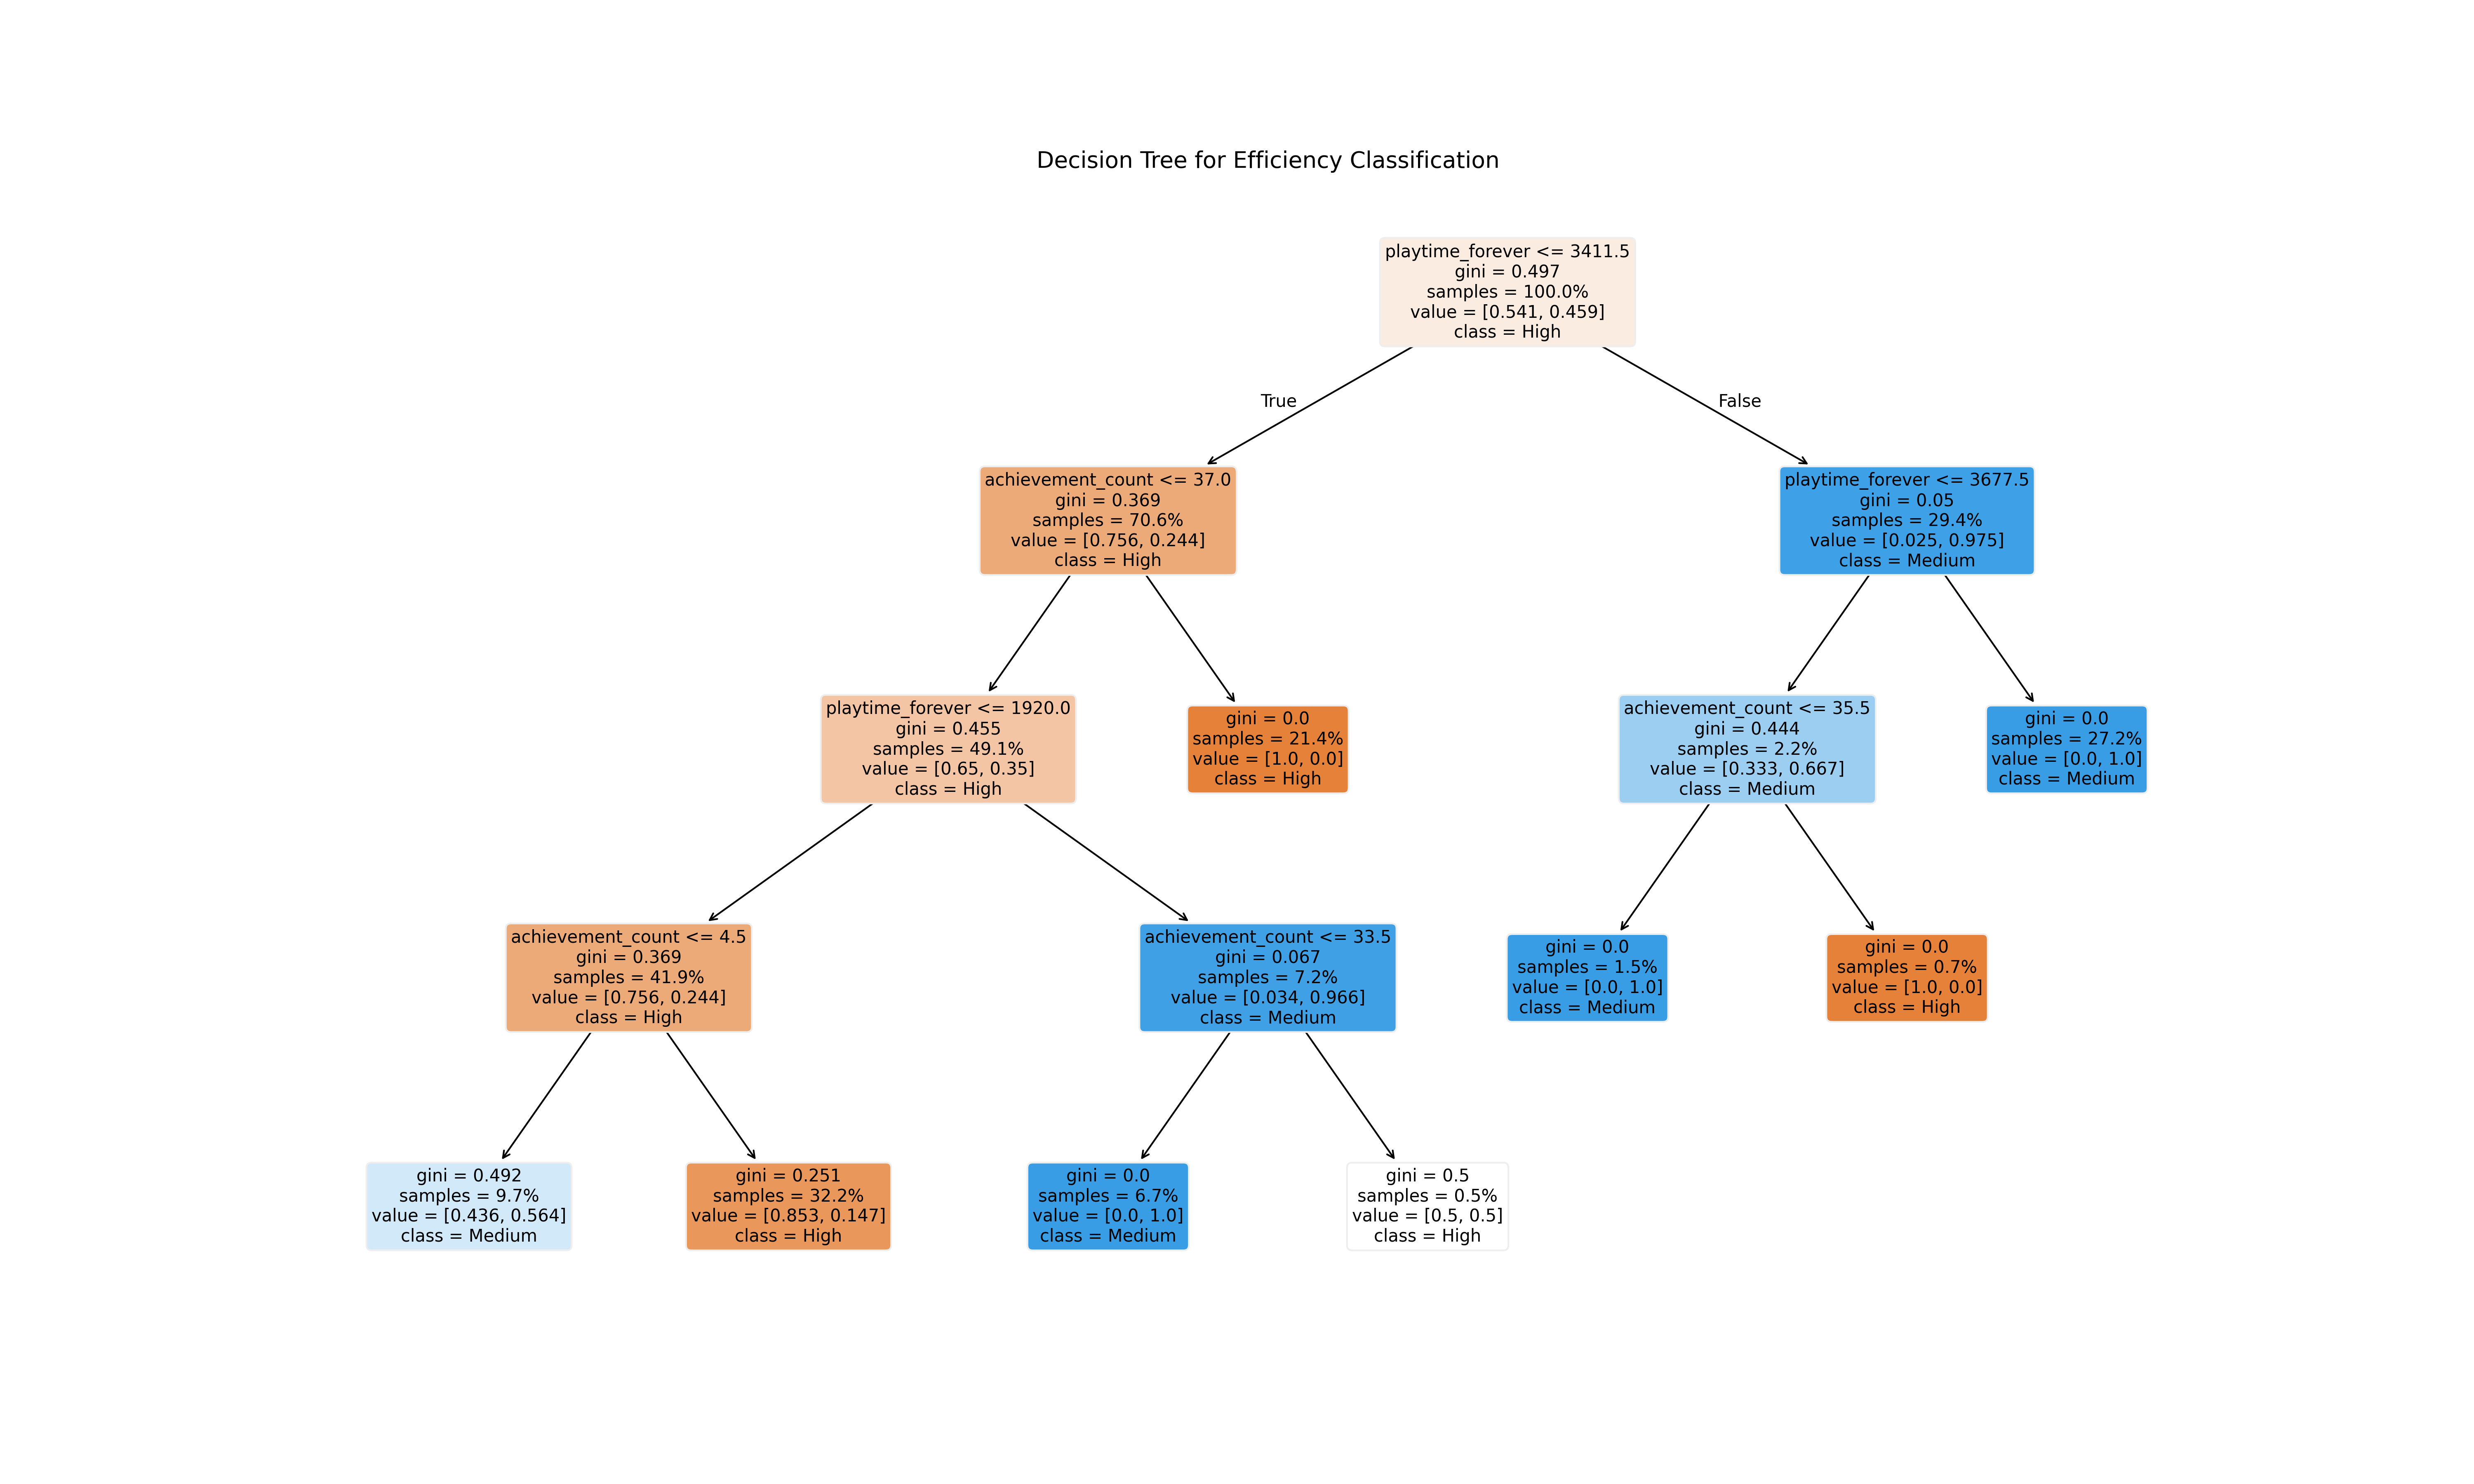 Decision Tree for Efficiency Classification
playtime_forever <= 3411.5
gini = 0.497
samples = 100.0%
value = [0.541, 0.459]
class = High
True
False
achievement_count <= 37.0
gini = 0.369
samples = 70.6%
value = [0.756, 0.244]
class = High
playtime_forever <= 3677.5
gini = 0.05
samples = 29.4%
value = [0.025, 0.975]
class = Medium
playtime_forever <= 1920.0
gini = 0.455
samples = 49.1%
value = [0.65, 0.35]
class = High
gini = 0.0
samples = 21.4%
value = [1.0, 0.0]
class = High
achievement_count <= 35.5
gini = 0.444
samples = 2.2%
value = [0.333, 0.667]
class = Medium
gini = 0.0
samples = 27.2%
value = [0.0, 1.0]
class = Medium
achievement_count <= 4.5
gini = 0.369
samples = 41.9%
value = [0.756, 0.244]
class = High
achievement_count <= 33.5
gini = 0.067
samples = 7.2%
value = [0.034, 0.966]
class = Medium
gini = 0.0
samples = 1.5%
value = [0.0, 1.0]
class = Medium
gini = 0.0
samples = 0.7%
value = [1.0, 0.0]
class = High
gini = 0.492
samples = 9.7%
value = [0.436, 0.564]
class = Medium
gini = 0.251
samples = 32.2%
value = [0.853, 0.147]
class = High
gini = 0.0
samples = 6.7%
value = [0.0, 1.0]
class = Medium
gini = 0.5
samples = 0.5%
value = [0.5, 0.5]
class = High